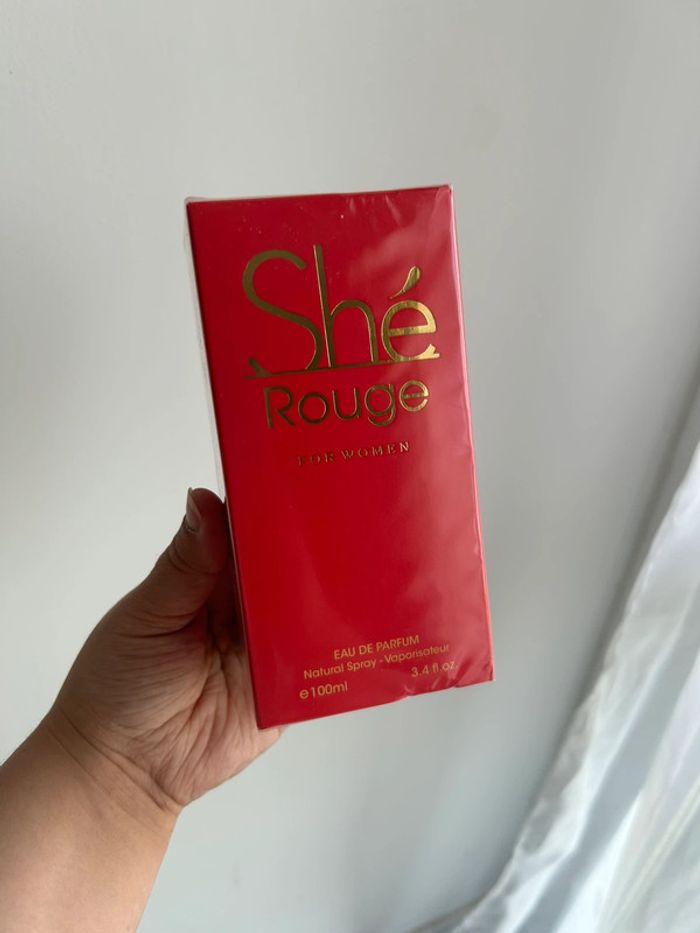 Shé
Rouge
FOR WOMEN
EAU DE PARFUM
Natural Spray - Vaporisateur
e100ml 3.4 fl.oz.